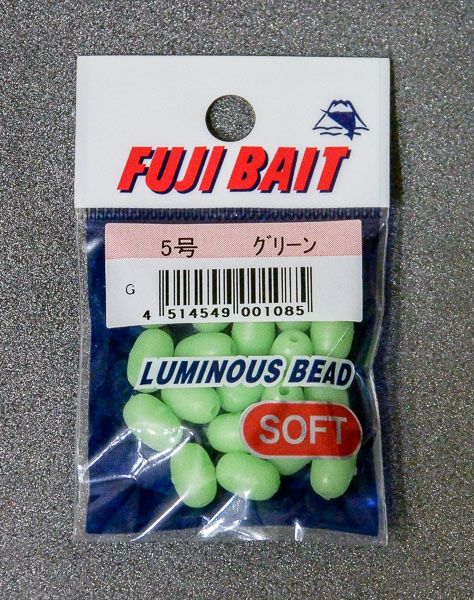 FUJI BAIT
5号 グリーン
G
4 514549 001085
LUMINOUS BEAD
SOFT